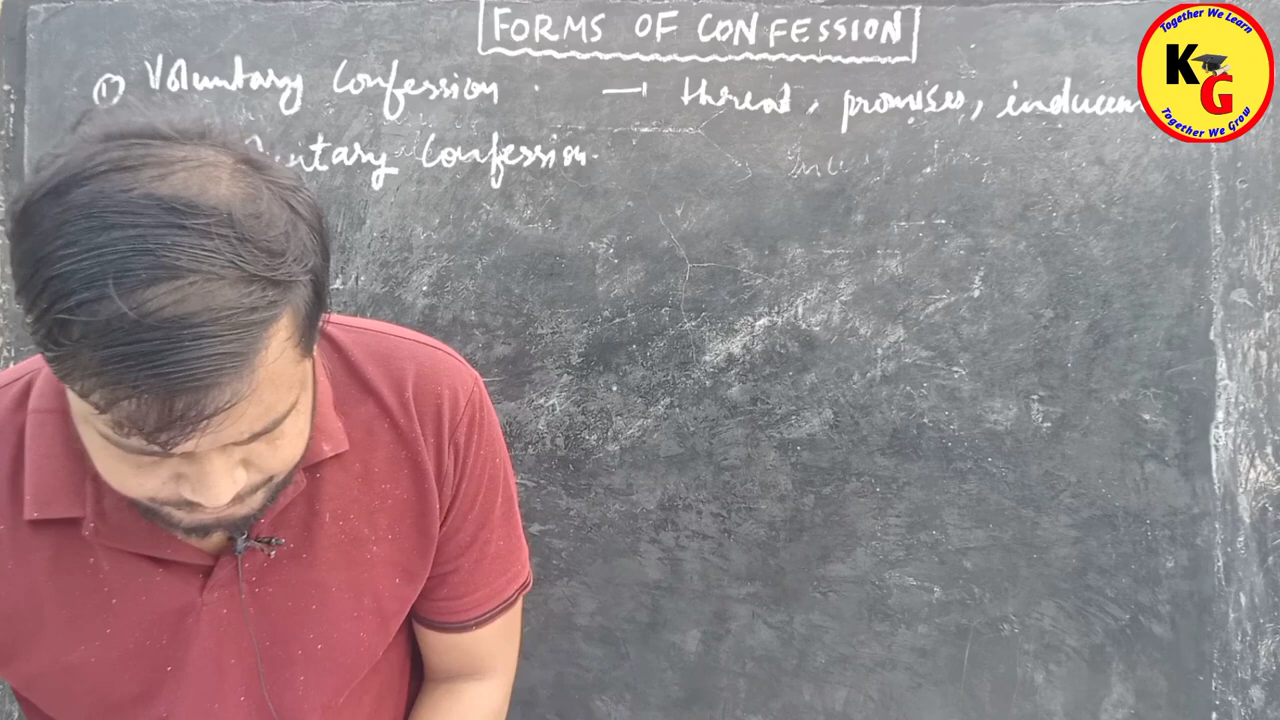 FORMS OF CONFESSION
1) Voluntary Confession. → threat, promises, inducem
ntary Confession.
Together We Learn
KG
Together We Grow